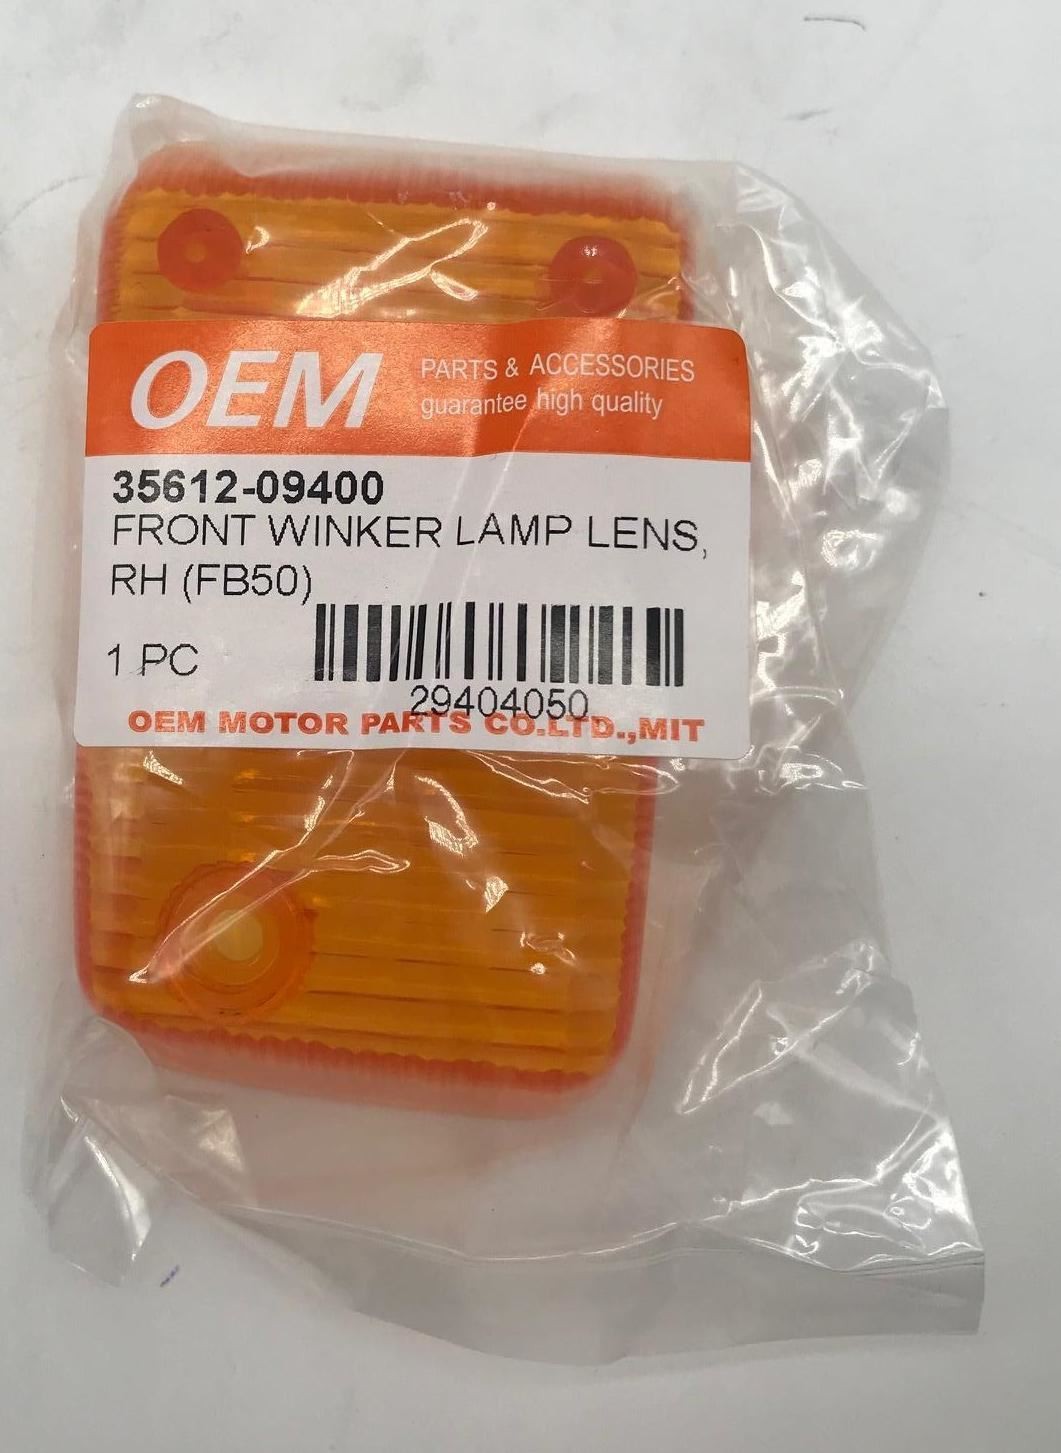 OEM PARTS & ACCESSORIES
guarantee high quality
35612-09400
FRONT WINKER LAMP LENS,
RH (FB50)
1 PC
29404050
OEM MOTOR PARTS CO.LTD.,MIT